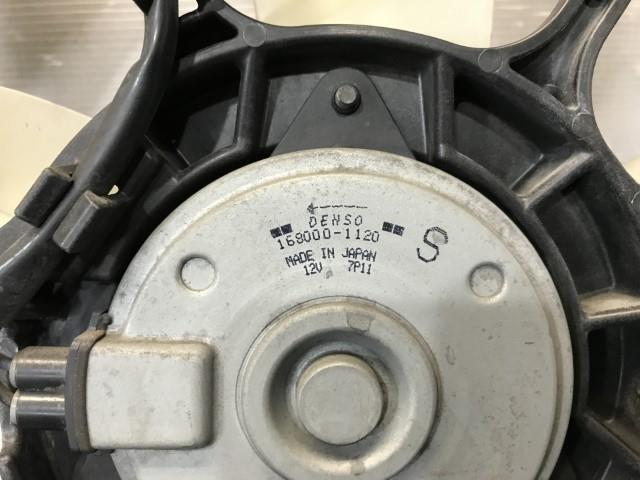 DENSO
168000-1120
MADE IN JAPAN
12V 7P11
S